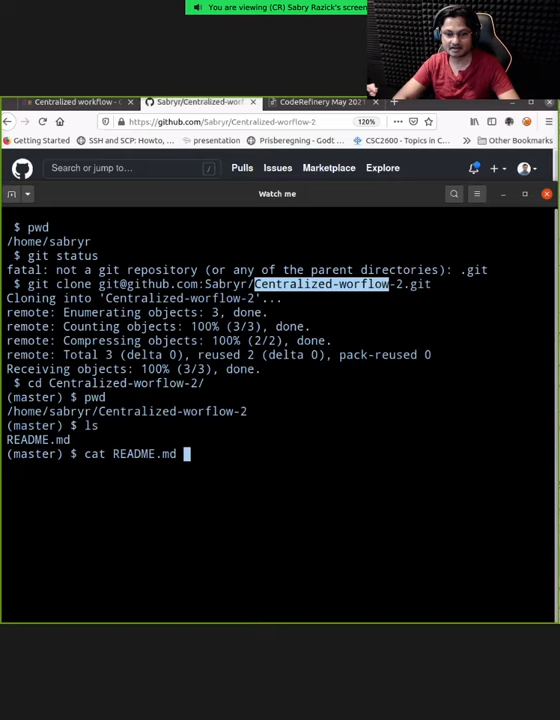 You are viewing (CR) Sabry Razick's screen
Centralized workflow - C
Sabryr/Centralized-worf
CodeRefinery May 2021
https://github.com/Sabryr/Centralized-worflow-2
120%
Getting Started
SSH and SCP: Howto, ...
presentation
Prisberegning: - Godt ...
CSC2600 - Topics in C...
Other Bookmarks
Search or jump to...
/
Pulls
Issues
Marketplace
Explore
Watch me
$ pwd
/home/sabryr
$ git status
fatal: not a git repository (or any of the parent directories): .git
$ git clone git@github.com:Sabryr/Centralized-worflow-2.git
Cloning into 'Centralized-worflow-2'...
remote: Enumerating objects: 3, done.
remote: Counting objects: 100% (3/3), done.
remote: Compressing objects: 100% (2/2), done.
remote: Total 3 (delta 0), reused 2 (delta 0), pack-reused 0
Receiving objects: 100% (3/3), done.
$ cd Centralized-worflow-2/
(master) $ pwd
/home/sabryr/Centralized-worflow-2
(master) $ ls
README.md
(master) $ cat README.md